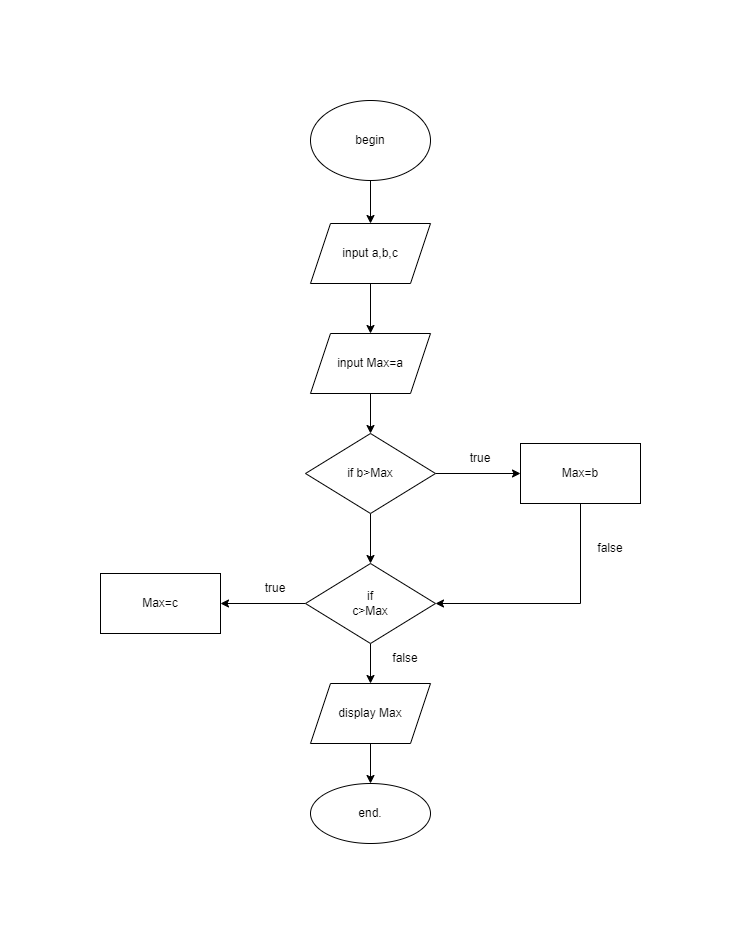 begin
input a,b,c
input Max=a
if b>Max
true
Max=b
false
Max=c
true
if
c>Max
false
display Max
end.